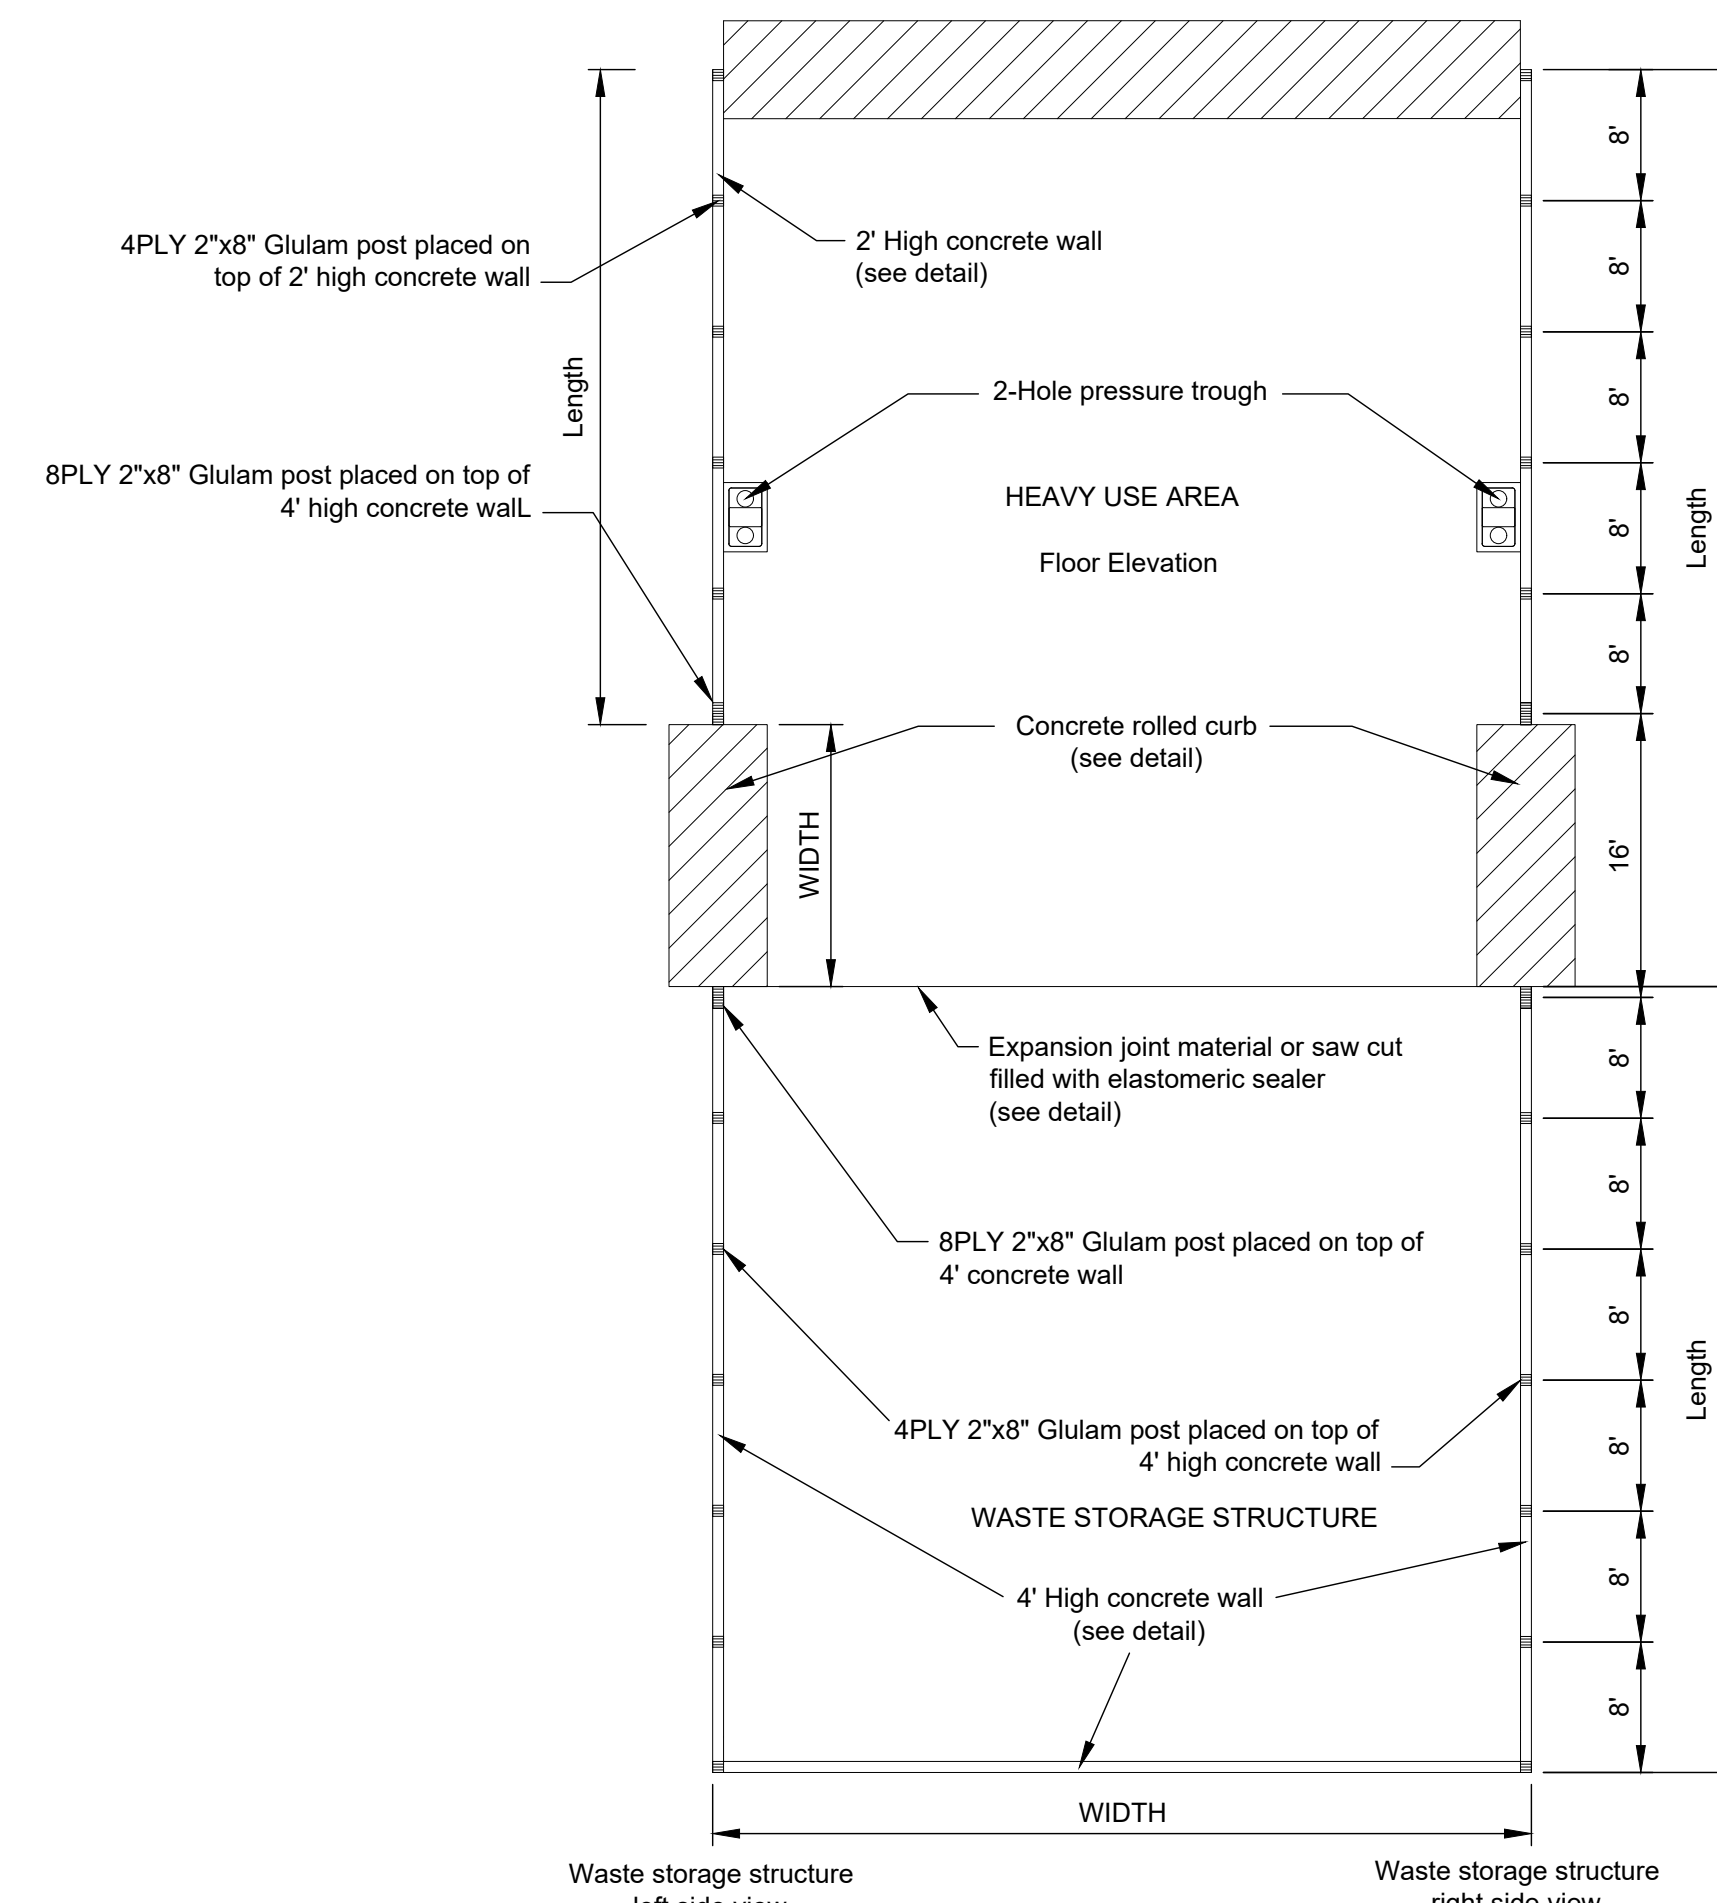 8'
4PLY 2"x8" Glulam post placed on
top of 2' high concrete wall
2' High concrete wall
(see detail)
8'
Length
2-Hole pressure trough
8'
8PLY 2"x8" Glulam post placed on top of
4' high concrete walL
HEAVY USE AREA
Floor Elevation
8'
Length
8'
Concrete rolled curb
(see detail)
WIDTH
16'
Expansion joint material or saw cut
filled with elastomeric sealer
(see detail)
8'
8'
8PLY 2"x8" Glulam post placed on top of
4' concrete wall
8'
Length
4PLY 2"x8" Glulam post placed on top of
4' high concrete wall
8'
WASTE STORAGE STRUCTURE
8'
4' High concrete wall
(see detail)
8'
WIDTH
Waste storage structure
left side view
Waste storage structure
right side view